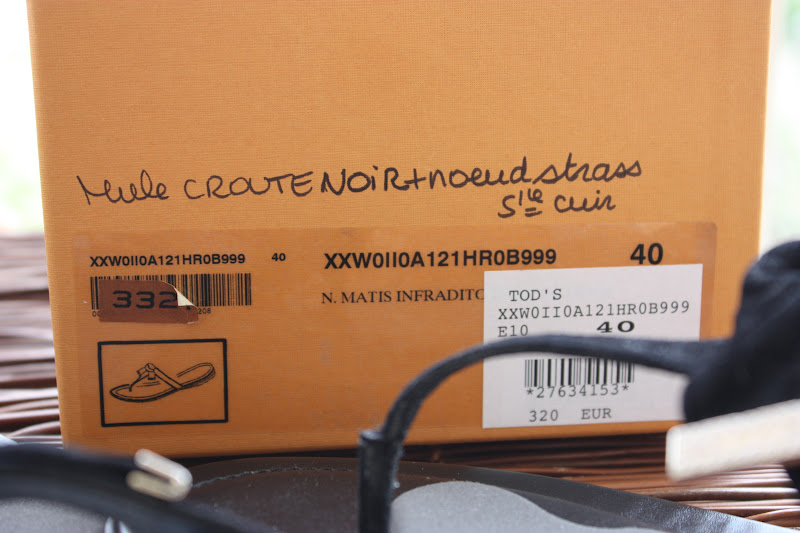 Mule CROUTE NOIR+noeud strass
S/le cuir
XXW0II0A121HR0B999 40 XXW0II0A121HR0B999 40
332
208
N. MATIS INFRADITO
TOD'S
XXW0II0A121HR0B999
E10 40
*27634153*
320 EUR